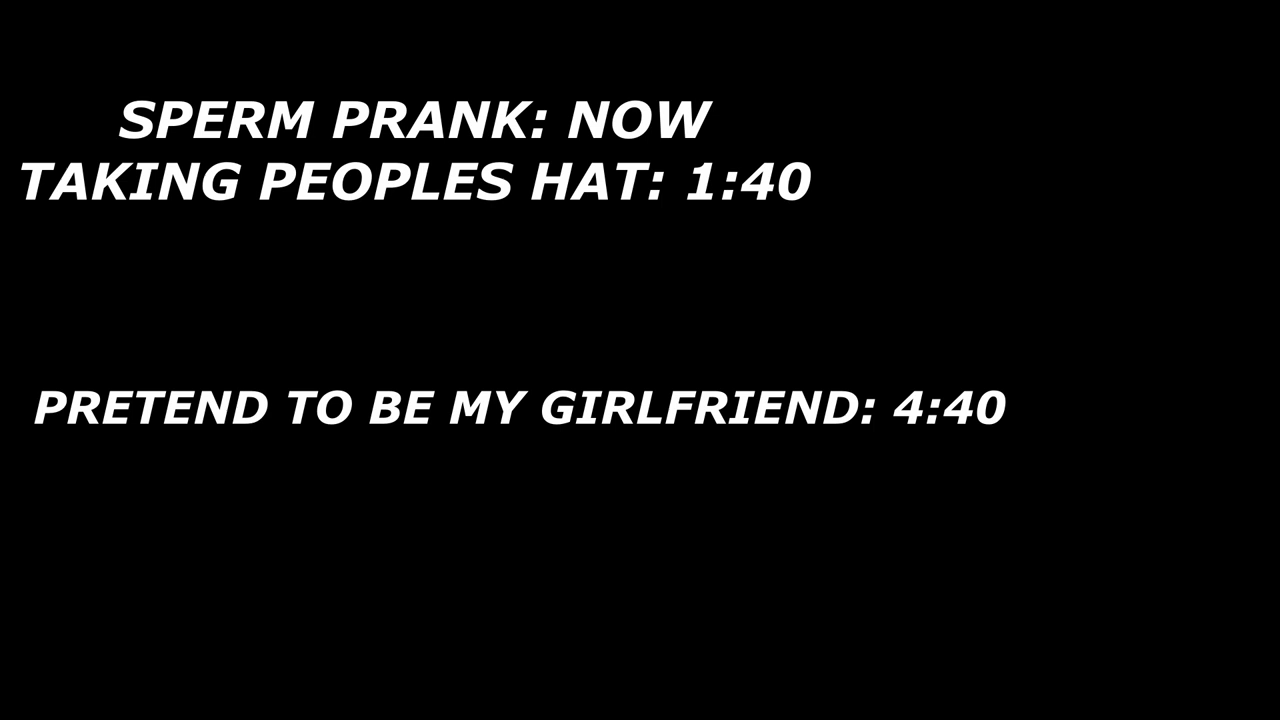 SPERM PRANK: NOW
TAKING PEOPLES HAT: 1:40
PRETEND TO BE MY GIRLFRIEND: 4:40